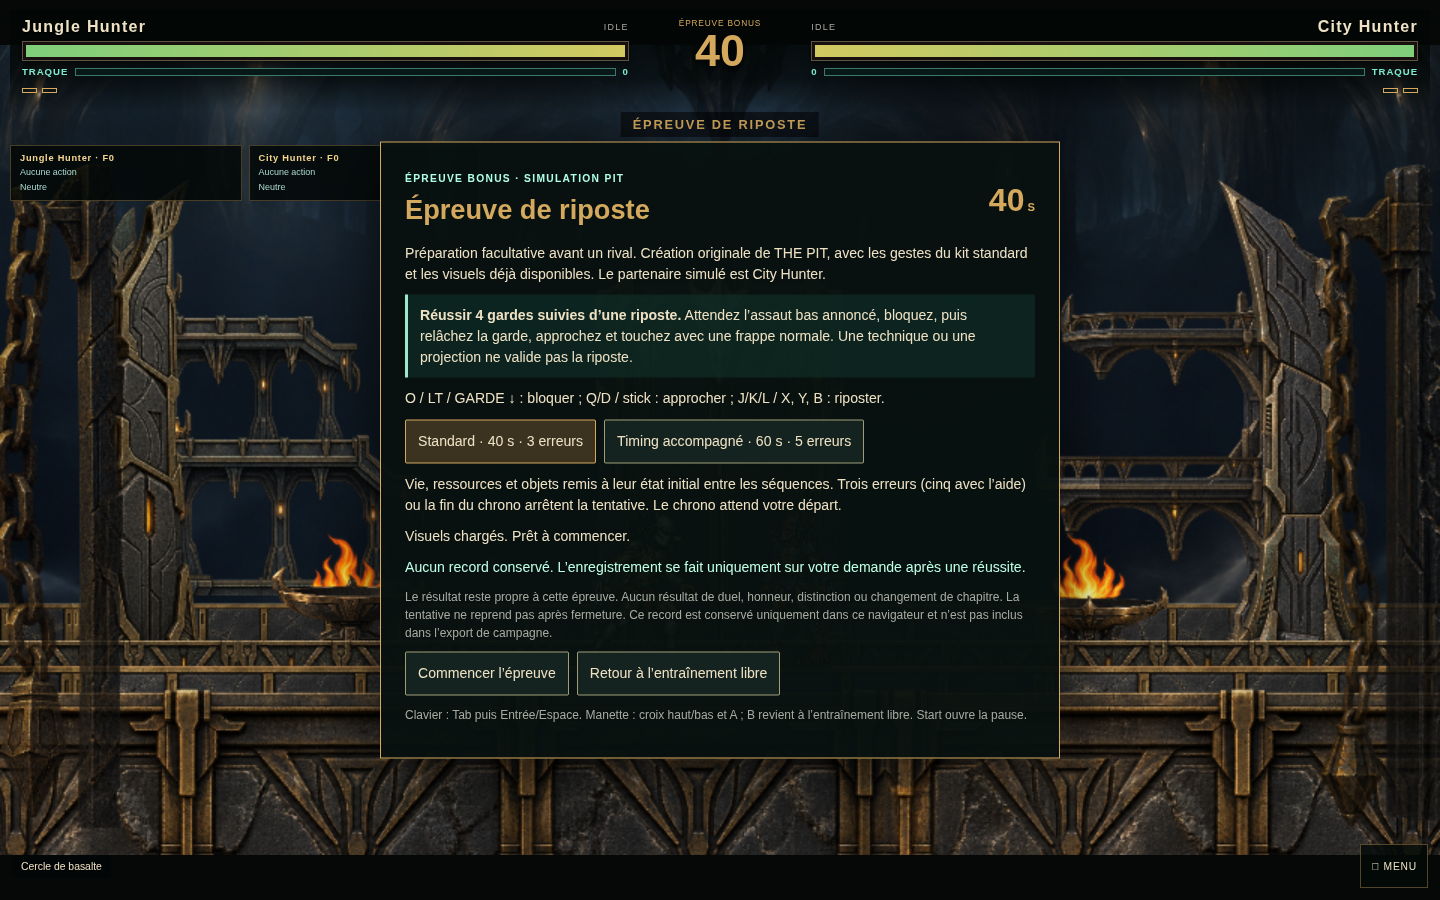 Jungle Hunter
IDLE
ÉPREUVE BONUS
40
IDLE
City Hunter
TRAQUE
0
0
TRAQUE
ÉPREUVE DE RIPOSTE
Jungle Hunter · F0
Aucune action
Neutre
City Hunter · F0
Aucune action
Neutre
ÉPREUVE BONUS · SIMULATION PIT
Épreuve de riposte
40 s
Préparation facultative avant un rival. Création originale de THE PIT, avec les gestes du kit standard
et les visuels déjà disponibles. Le partenaire simulé est City Hunter.
Réussir 4 gardes suivies d’une riposte. Attendez l’assaut bas annoncé, bloquez, puis
relâchez la garde, approchez et touchez avec une frappe normale. Une technique ou une
projection ne valide pas la riposte.
O / LT / GARDE ↓ : bloquer ; Q/D / stick : approcher ; J/K/L / X, Y, B : riposter.
Standard · 40 s · 3 erreurs
Timing accompagné · 60 s · 5 erreurs
Vie, ressources et objets remis à leur état initial entre les séquences. Trois erreurs (cinq avec l’aide)
ou la fin du chrono arrêtent la tentative. Le chrono attend votre départ.
Visuels chargés. Prêt à commencer.
Aucun record conservé. L’enregistrement se fait uniquement sur votre demande après une réussite.
Le résultat reste propre à cette épreuve. Aucun résultat de duel, honneur, distinction ou changement de chapitre. La
tentative ne reprend pas après fermeture. Ce record est conservé uniquement dans ce navigateur et n’est pas inclus
dans l’export de campagne.
Commencer l’épreuve
Retour à l’entraînement libre
Clavier : Tab puis Entrée/Espace. Manette : croix haut/bas et A ; B revient à l’entraînement libre. Start ouvre la pause.
Cercle de basalte
□ MENU